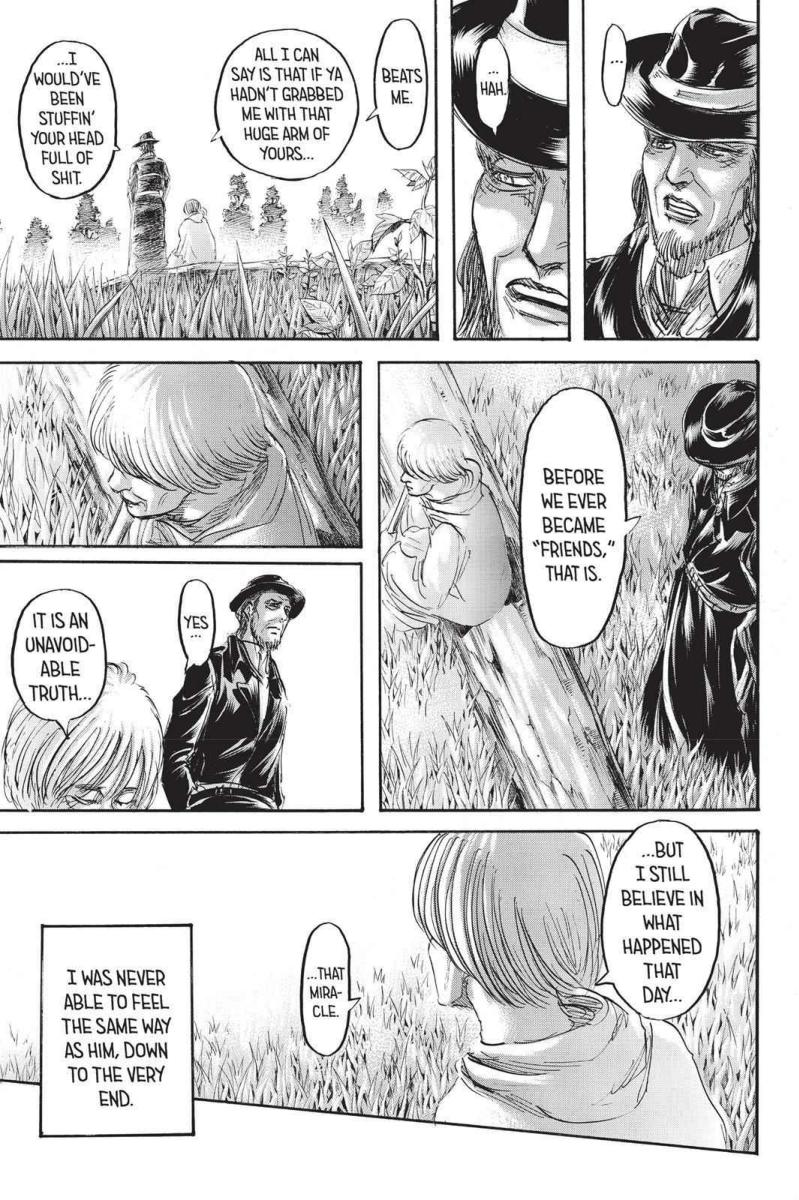 ...
...
HAH.
BEATS
ME.
ALL I CAN
SAY IS THAT IF YA
HADN'T GRABBED
ME WITH THAT
HUGE ARM OF
YOURS...
...I
WOULD'VE
BEEN
STUFFIN'
YOUR HEAD
FULL OF
SHIT.
BEFORE
WE EVER
BECAME
"FRIENDS,"
THAT IS.
YES
...
IT IS AN
UNAVOID-
ABLE
TRUTH...
...BUT
I STILL
BELIEVE IN
WHAT
HAPPENED
THAT
DAY...
...THAT
MIRA-
CLE.
I WAS NEVER
ABLE TO FEEL
THE SAME WAY
AS HIM, DOWN
TO THE VERY
END.